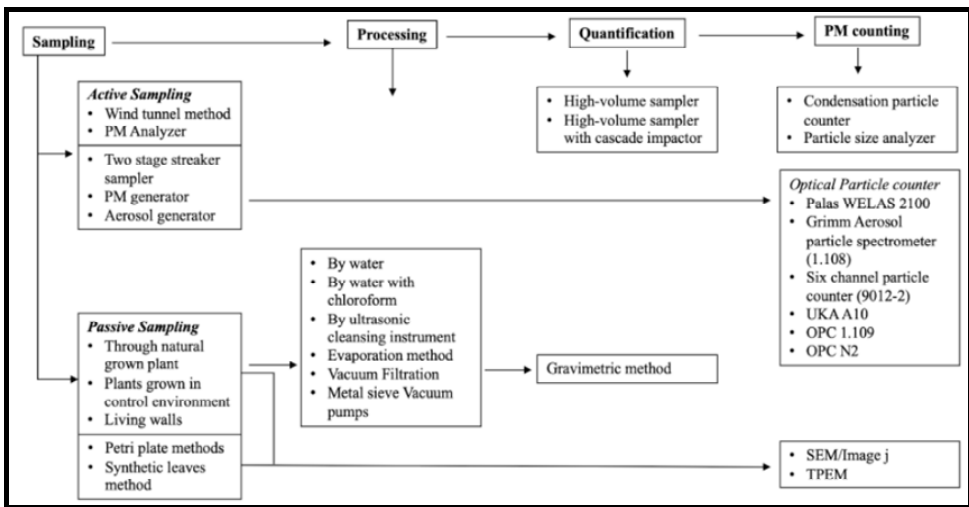 Sampling
Processing
Quantification
PM counting
Active Sampling
• Wind tunnel method
• PM Analyzer
• Two stage streaker
sampler
• PM generator
• Aerosol generator
• High-volume sampler
• High-volume sampler
with cascade impactor
• Condensation particle
counter
• Particle size analyzer
Optical Particle counter
• Palas WELAS 2100
• Grimm Aerosol
particle spectrometer
(1.108)
• Six channel particle
counter (9012-2)
• UKA A10
• OPC 1.109
• OPC N2
• By water
• By water with
chloroform
• By ultrasonic
cleansing instrument
• Evaporation method
• Vacuum Filtration
• Metal sieve Vacuum
pumps
Passive Sampling
• Through natural
grown plant
• Plants grown in
control environment
• Living walls
• Petri plate methods
• Synthetic leaves
method
Gravimetric method
• SEM/Image j
• TPEM